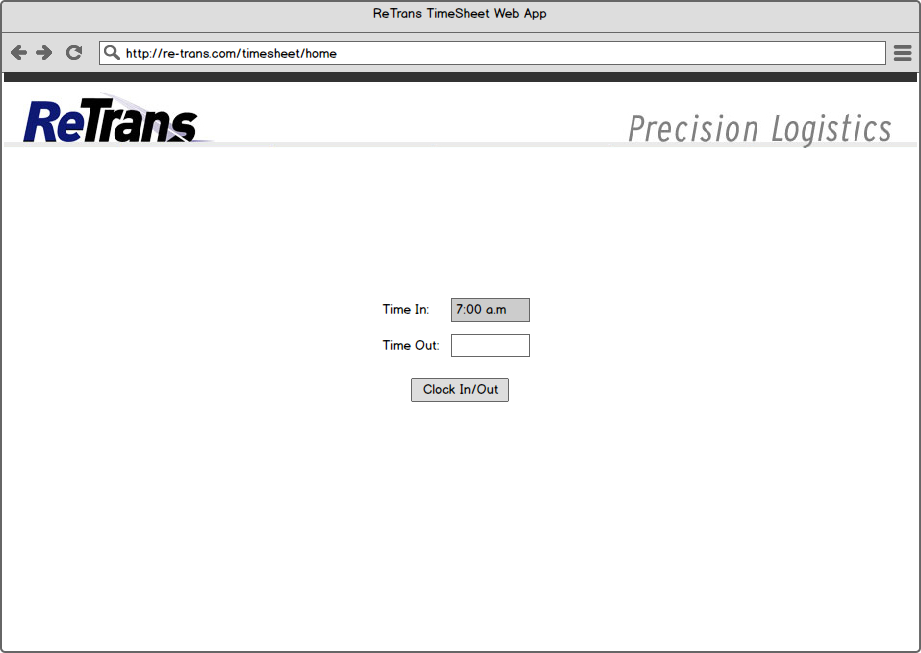 ReTrans TimeSheet Web App
http://re-trans.com/timesheet/home
ReTrans
Precision Logistics
Time In: 7:00 a.m
Time Out:
Clock In/Out